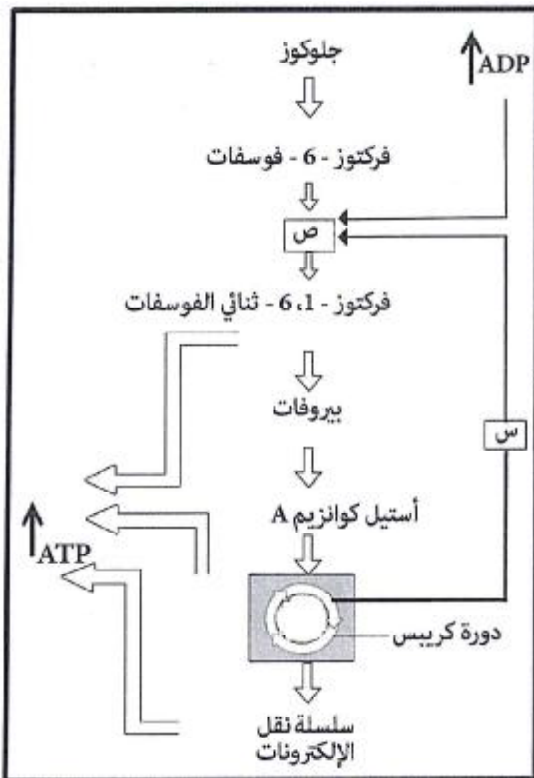 جلوكوز
ADP
فركتوز - 6 - فوسفات
ص
فركتوز - 1، 6 - ثنائي الفوسفات
بيروفات
س
أستيل كوانزيم A
ATP
دورة كريبس
سلسلة نقل
الإلكترونات